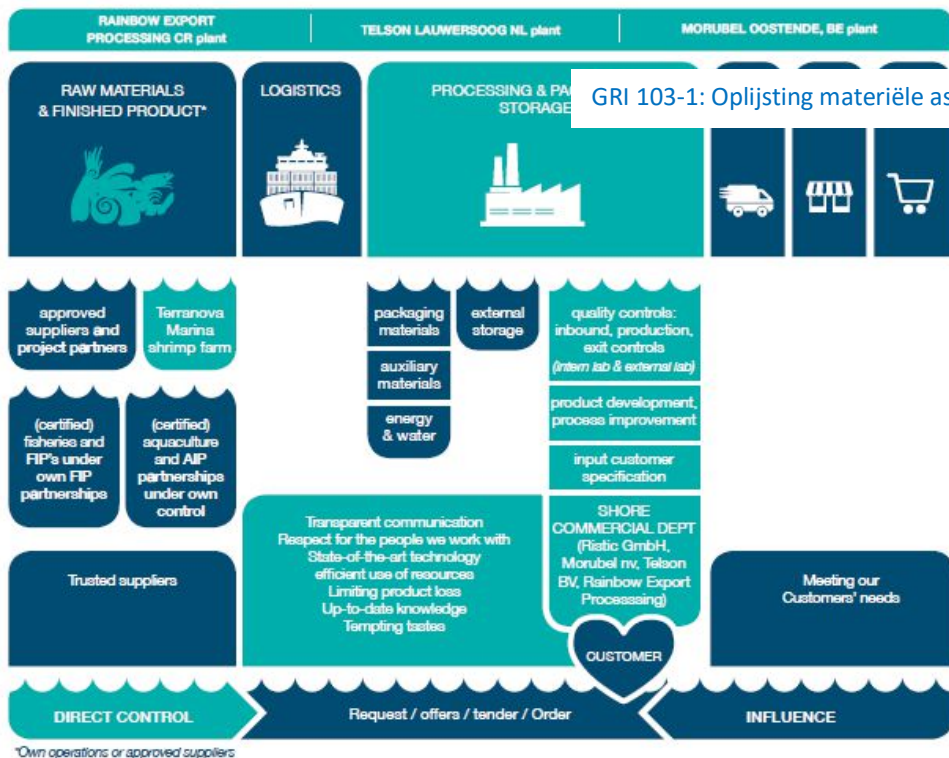 RAINBOW EXPORT
PROCESSING CR plant
TELSON LAUWERSOOG NL plant
MORUBEL OOSTENDE, BE plant
RAW MATERIALS
& FINISHED PRODUCT*
LOGISTICS
PROCESSING &
STORAGE
GRI 103-1: Oplijsting materiële
approved
suppliers and
project partners
Terranova
Marina
shrimp farm
(certified)
fisheries and
FIP's under
own FIP
partnerships
(certified)
aquaculture
and AIP
partnerships
under own
control
Trusted suppliers
packaging
materials
auxiliary
materials
energy
& water
external
storage
quality controls:
inbound, production,
exit controls
(intern lab & external lab)
product development,
process improvement
input customer
specification
SHORE
COMMERCIAL DEPT
(Ristic GmbH,
Morubel nv, Telson
BV, Rainbow Export
Processsing)
Transparent communication
Respect for the people we work with
State-of-the-art technology
efficient use of resources
Limiting product loss
Up-to-date knowledge
Tempting tastes
Meeting our
Customers' needs
CUSTOMER
DIRECT CONTROL
Request / offers / tender / Order
INFLUENCE
*Own operations or approved suppliers